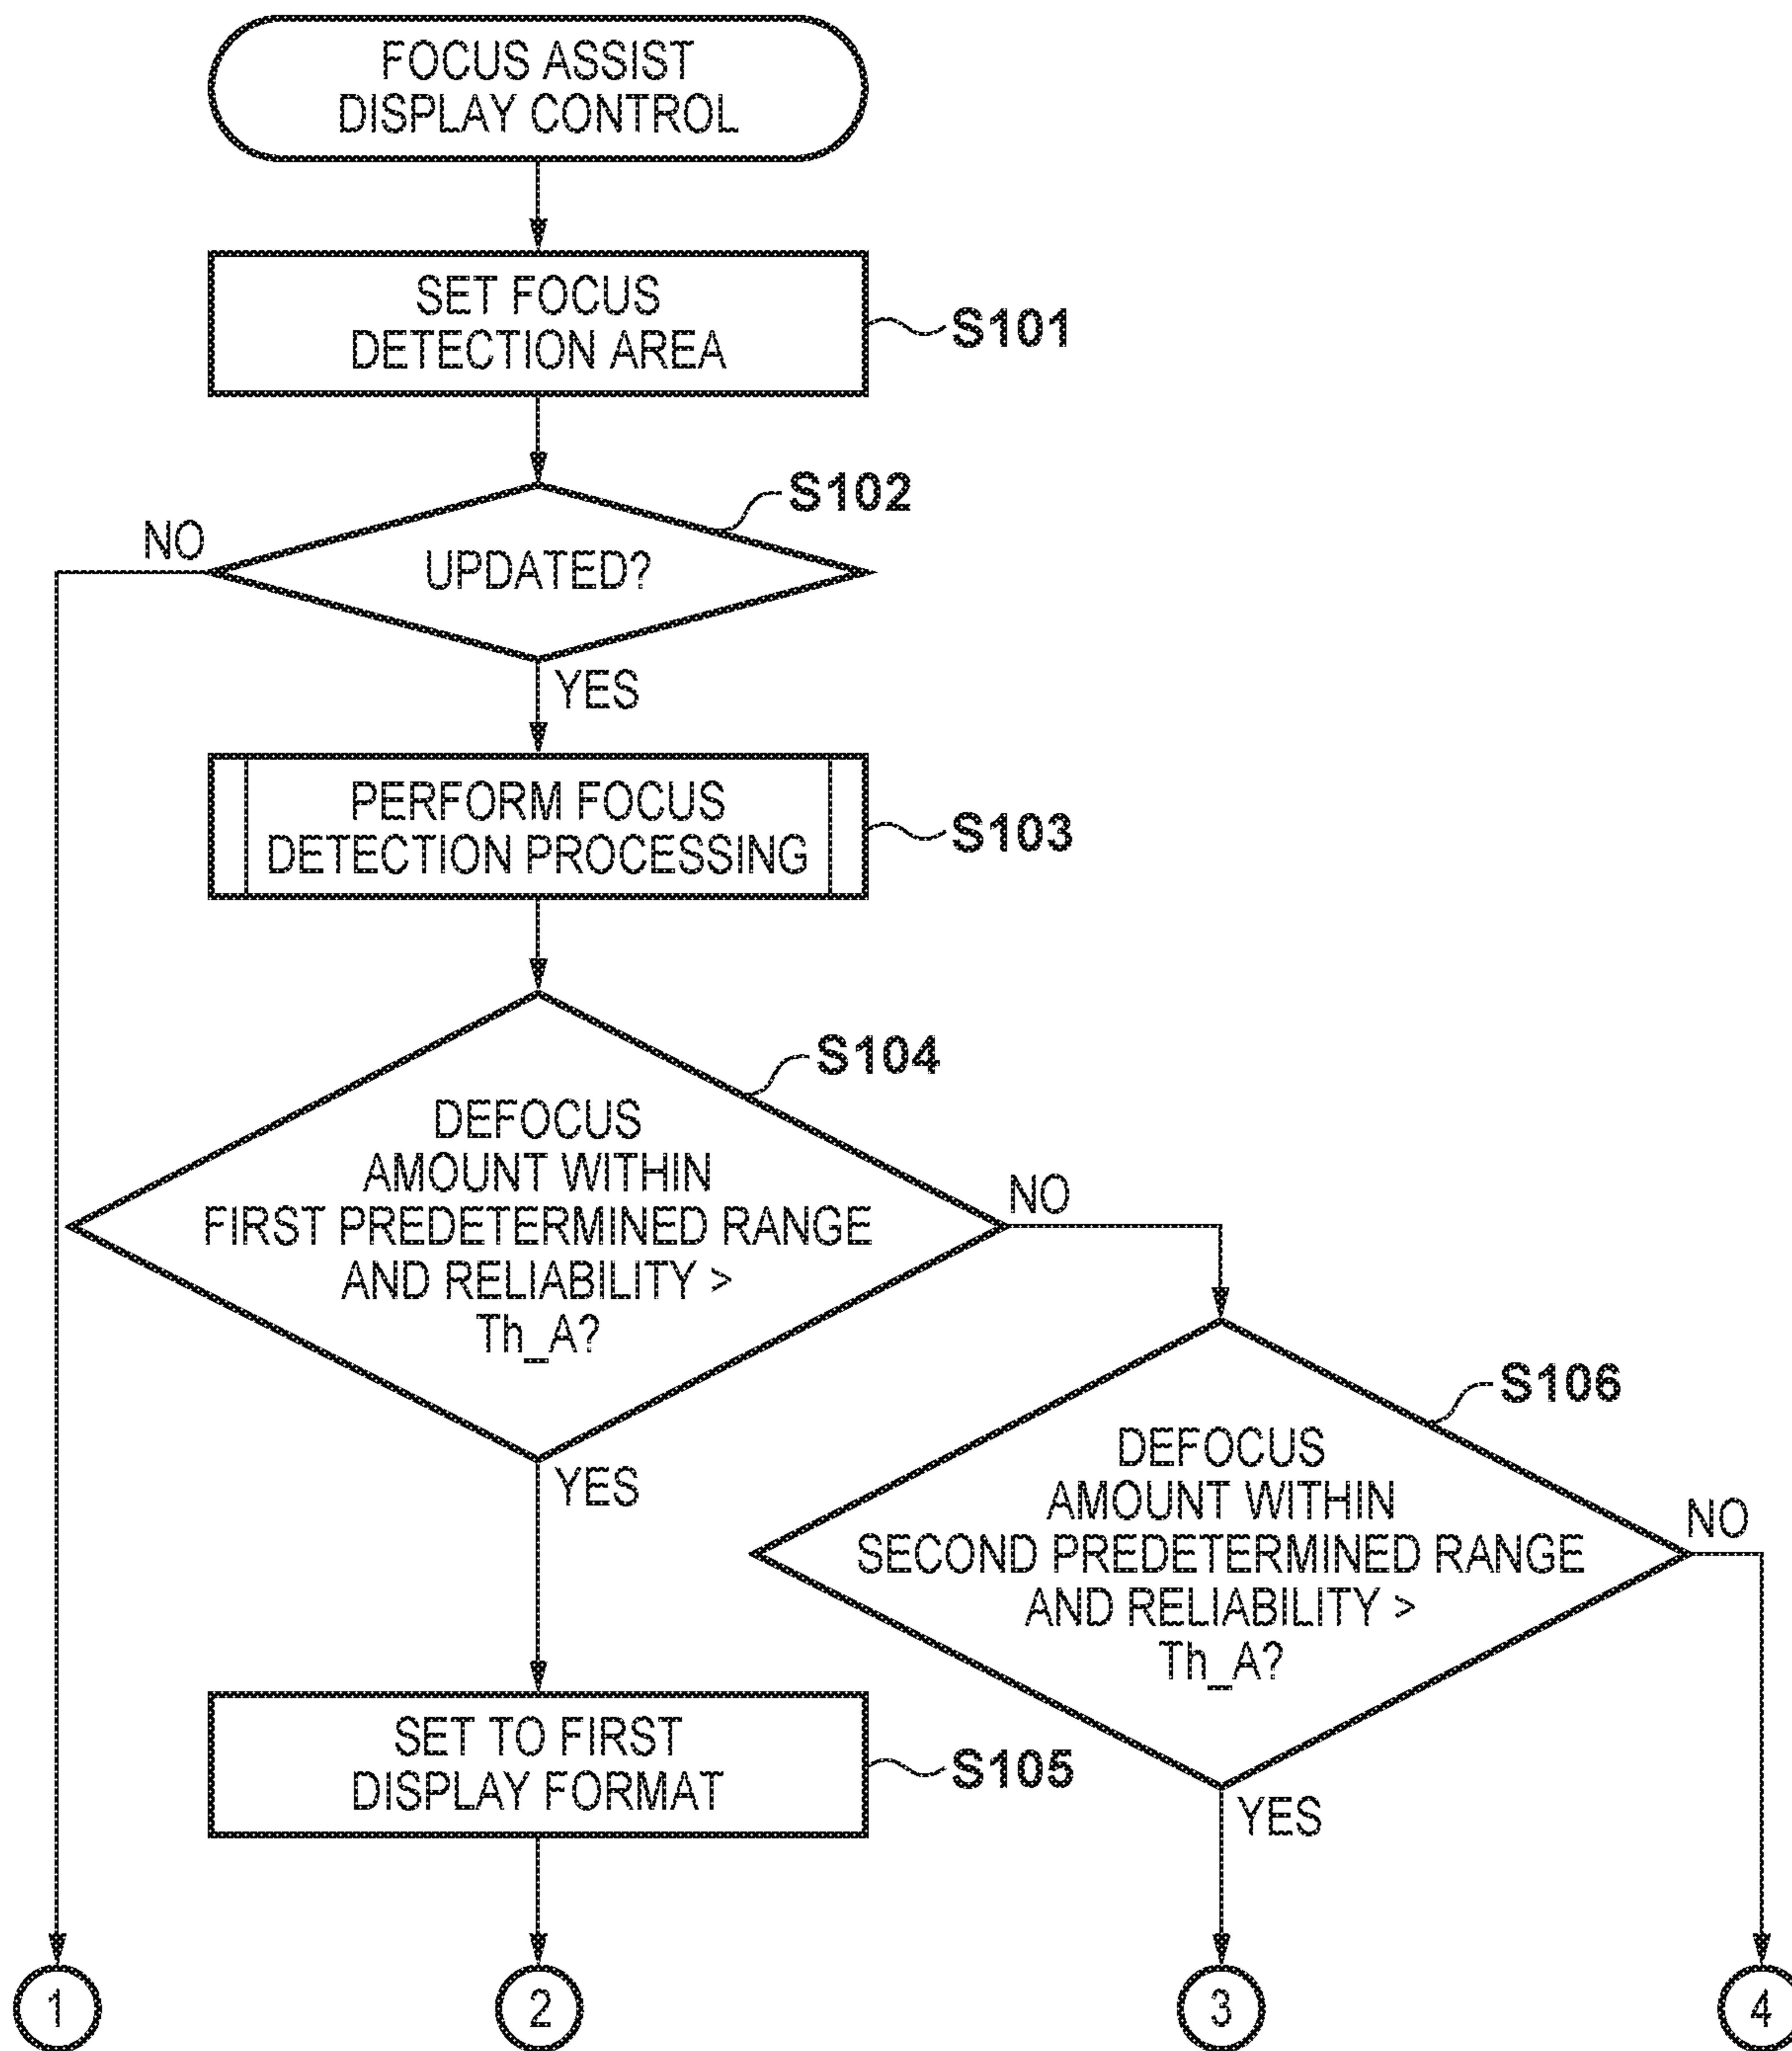 FOCUS ASSIST
DISPLAY CONTROL
SET FOCUS
DETECTION AREA
S101
S102
NO
UPDATED?
YES
PERFORM FOCUS
DETECTION PROCESSING
S103
S104
DEFOCUS
AMOUNT WITHIN
FIRST PREDETERMINED RANGE
AND RELIABILITY >
Th_A?
NO
YES
S106
DEFOCUS
AMOUNT WITHIN
SECOND PREDETERMINED RANGE
AND RELIABILITY >
Th_A?
NO
YES
SET TO FIRST
DISPLAY FORMAT
S105
1
2
3
4